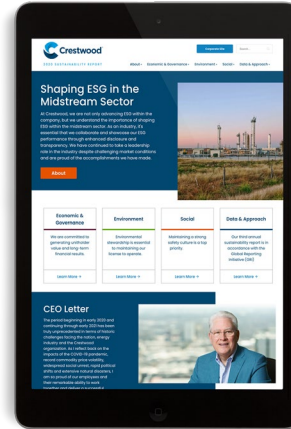 Crestwood
2020 SUSTAINABILITY REPORT
Corporate Site
Search...
About
Economic & Governance
Environment
Social
Data & Approach
Shaping ESG in the
Midstream Sector
At Crestwood, we are not only advancing ESG within the
company, but we understand the importance of shaping
ESG within the midstream sector. As an industry, it's
essential that we collaborate and showcase our ESG
performance through enhanced disclosure and
transparency. We have continued to take a leadership
role in the industry despite challenging market conditions
and are proud of the accomplishments we have made.
About
Economic &
Governance
We are committed to
generating unitholder
value and long-term
financial results.
Learn More
Environment
Environmental
stewardship is essential
to maintaining our
license to operate.
Learn More
Social
Maintaining a strong
safety culture is a top
priority.
Learn More
Data & Approach
Our third annual
sustainability report is in
accordance with the
Global Reporting
Initiative (GRI)
Learn More
CEO Letter
The period beginning in early 2020 and
continuing through early 2021 has been
truly unprecedented in terms of historic
challenges facing the nation, energy
industry and the Crestwood
organization. As I reflect back on the
impacts of the COVID-19 pandemic,
record commodity price volatility,
widespread social unrest, rapid political
shifts and extensive natural disasters, I
am so proud of our employees and
their remarkable ability to work
together and deliver a successful